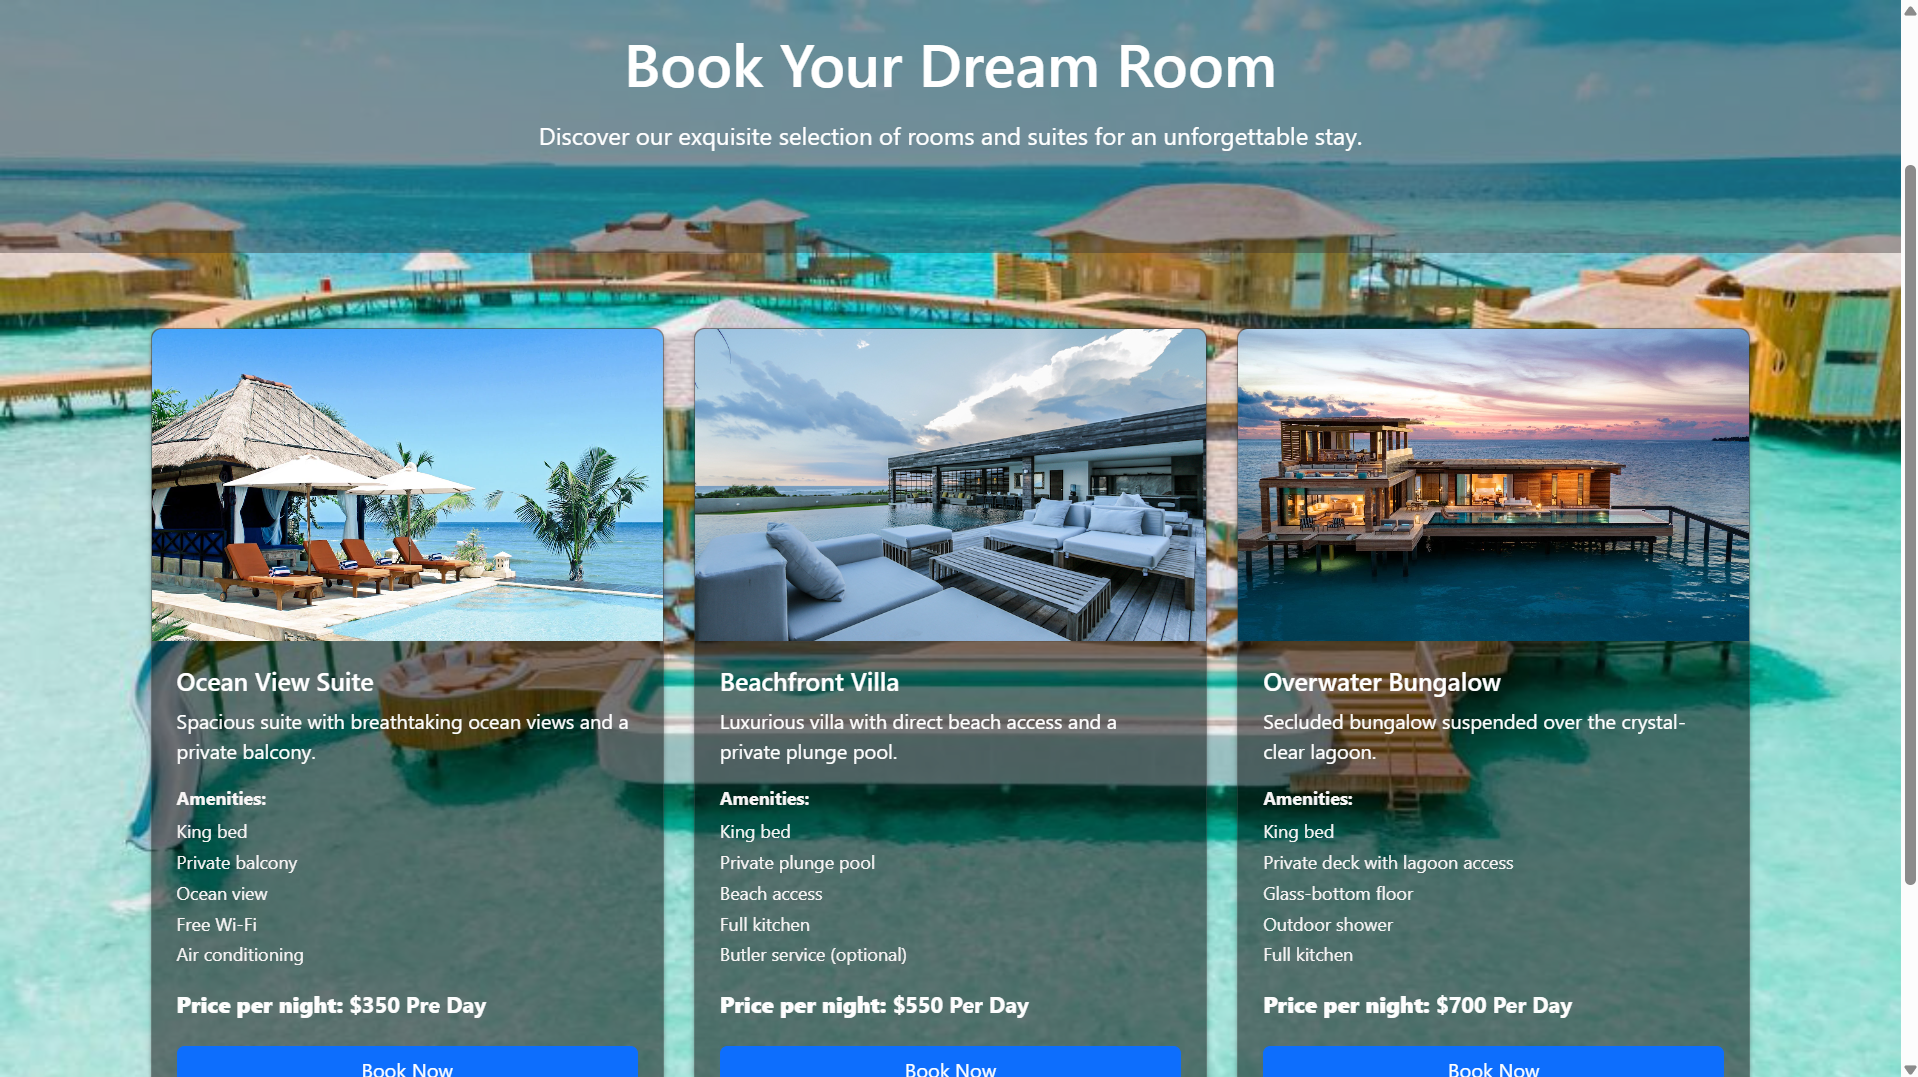 Book Your Dream Room
Discover our exquisite selection of rooms and suites for an unforgettable stay.
Ocean View Suite
Spacious suite with breathtaking ocean views and a
private balcony.
Amenities:
King bed
Private balcony
Ocean view
Free Wi-Fi
Air conditioning
Price per night: $350 Pre Day
Book Now
Beachfront Villa
Luxurious villa with direct beach access and a
private plunge pool.
Amenities:
King bed
Private plunge pool
Beach access
Full kitchen
Butler service (optional)
Price per night: $550 Per Day
Book Now
Overwater Bungalow
Secluded bungalow suspended over the crystal-
clear lagoon.
Amenities:
King bed
Private deck with lagoon access
Glass-bottom floor
Outdoor shower
Full kitchen
Price per night: $700 Per Day
Book Now